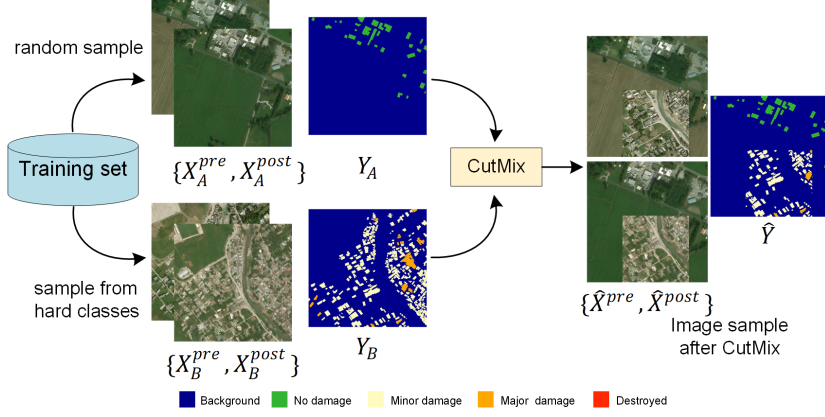 random sample
Training set
sample from
hard classes
{X_A^{pre}, X_A^{post}}
Y_A
{X_B^{pre}, X_B^{post}}
Y_B
CutMix
{X̂^{pre}, X̂^{post}}
Ŷ
Image sample
after CutMix
Background No damage Minor damage Major damage Destroyed